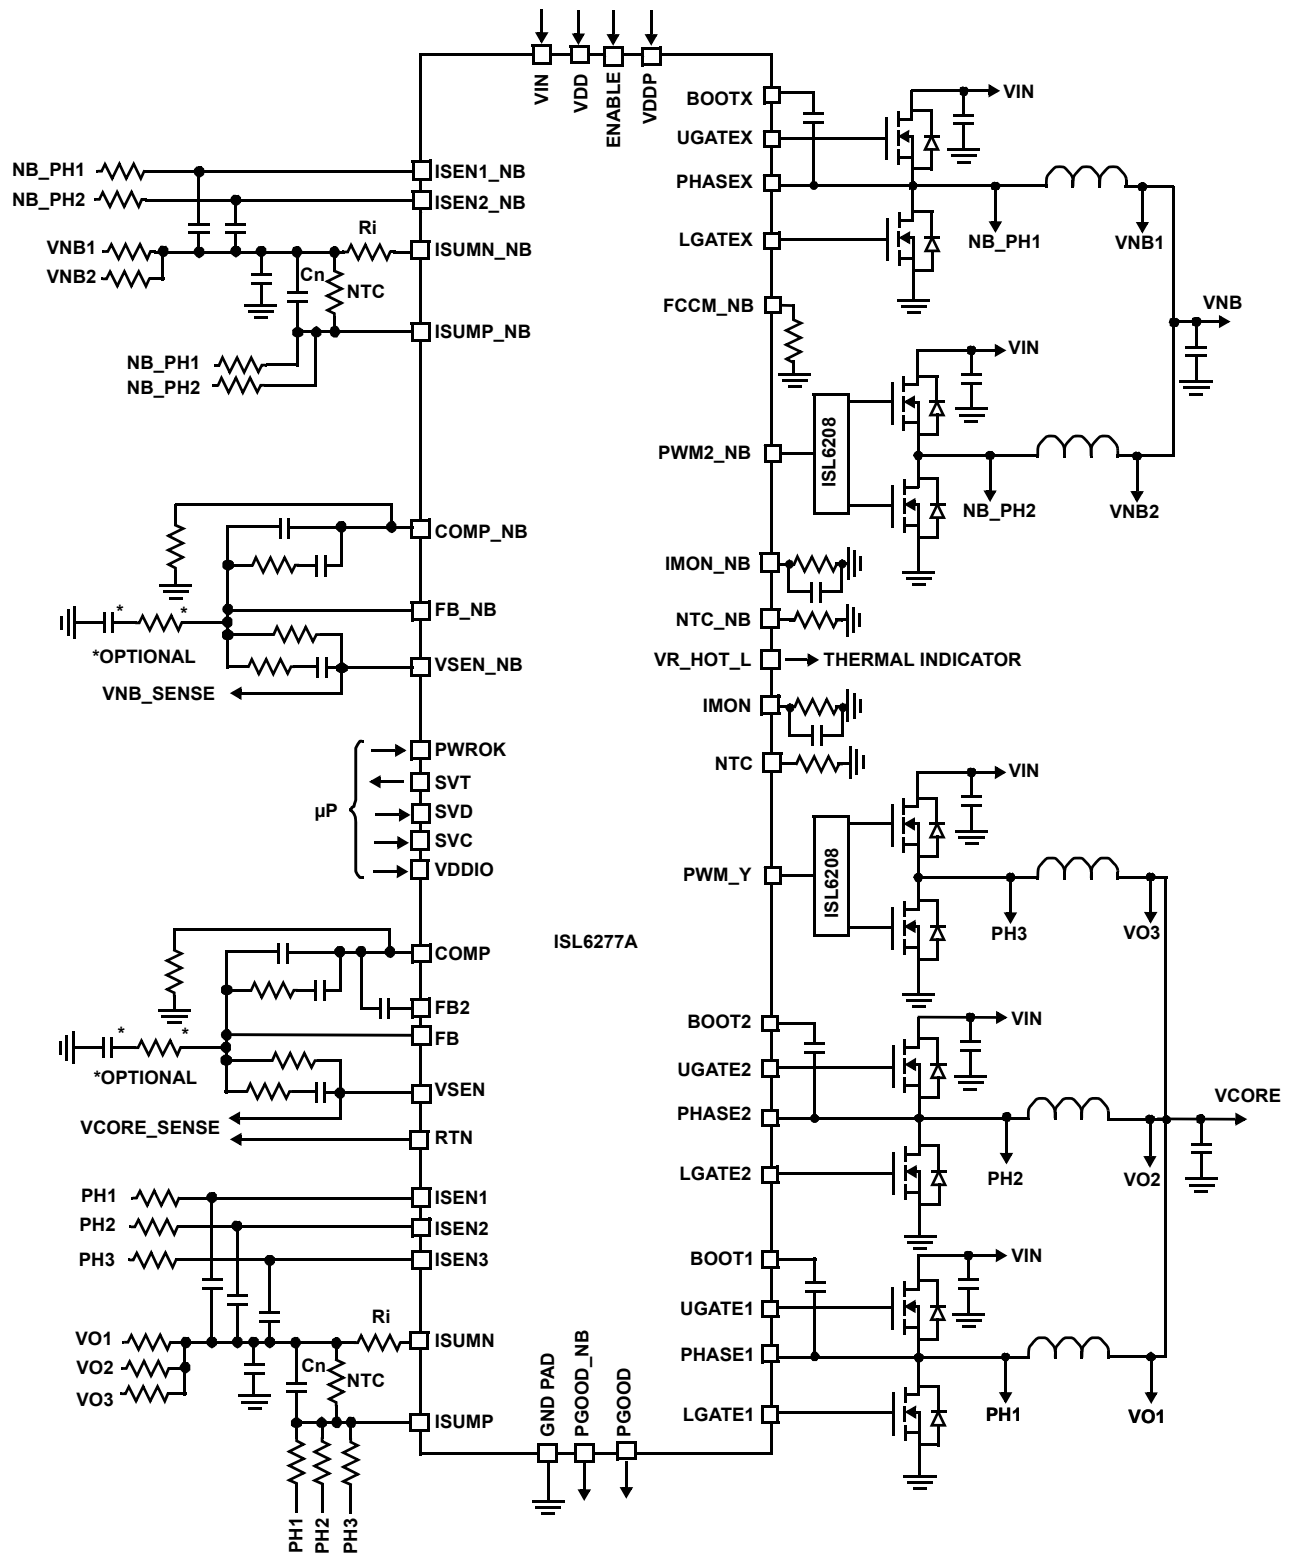 VIN
VDD
ENABLE
VDDP
BOOTX
VIN
UGATEX
NB_PH1
ISEN1_NB
PHASEX
NB_PH2
ISEN2_NB
Ri
LGATEX
NB_PH1
VNB1
VNB1
ISUMN_NB
VNB2
Cn
NTC
FCCM_NB
VNB
ISUMP_NB
VIN
NB_PH1
NB_PH2
PWM2_NB
ISL6208
NB_PH2
VNB2
COMP_NB
IMON_NB
FB_NB
NTC_NB
* *
*OPTIONAL
VSEN_NB
VR_HOT_L
THERMAL INDICATOR
VNB_SENSE
IMON
PWROK
NTC
VIN
SVT
µP
SVD
SVC
VDDIO
PWM_Y
ISL6208
PH3
VO3
ISL6277A
COMP
FB2
BOOT2
VIN
FB
* *
*OPTIONAL
UGATE2
VSEN
VCORE
PHASE2
VCORE_SENSE
RTN
LGATE2
PH2
VO2
PH1
ISEN1
PH2
ISEN2
PH3
ISEN3
BOOT1
VIN
UGATE1
Ri
VO1
ISUMN
PHASE1
VO2
Cn
NTC
VO3
ISUMP
LGATE1
PH1
VO1
GND PAD
PGOOD_NB
PGOOD
PH1
PH2
PH3